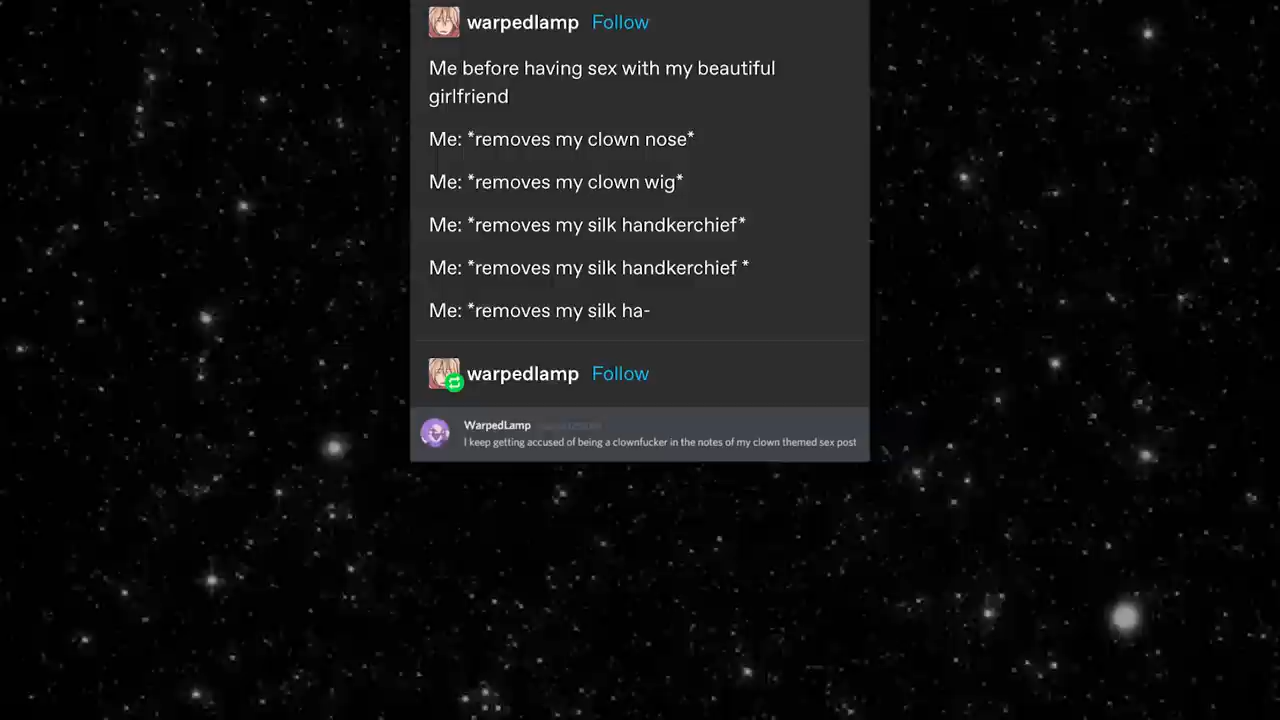 warpedlamp Follow
Me before having sex with my beautiful
girlfriend
Me: *removes my clown nose*
Me: *removes my clown wig*
Me: *removes my silk handkerchief*
Me: *removes my silk handkerchief *
Me: *removes my silk ha-
warpedlamp Follow
WarpedLamp
I keep getting accused of being a clownfucker in the notes of my clown themed sex post